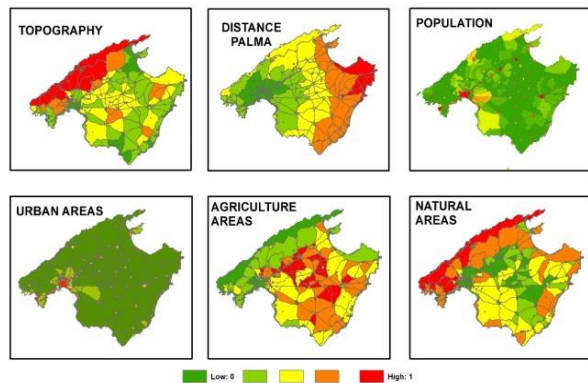 TOPOGRAPHY
DISTANCE
PALMA
POPULATION
URBAN AREAS
AGRICULTURE
AREAS
NATURAL
AREAS
Low: 0
High: 1